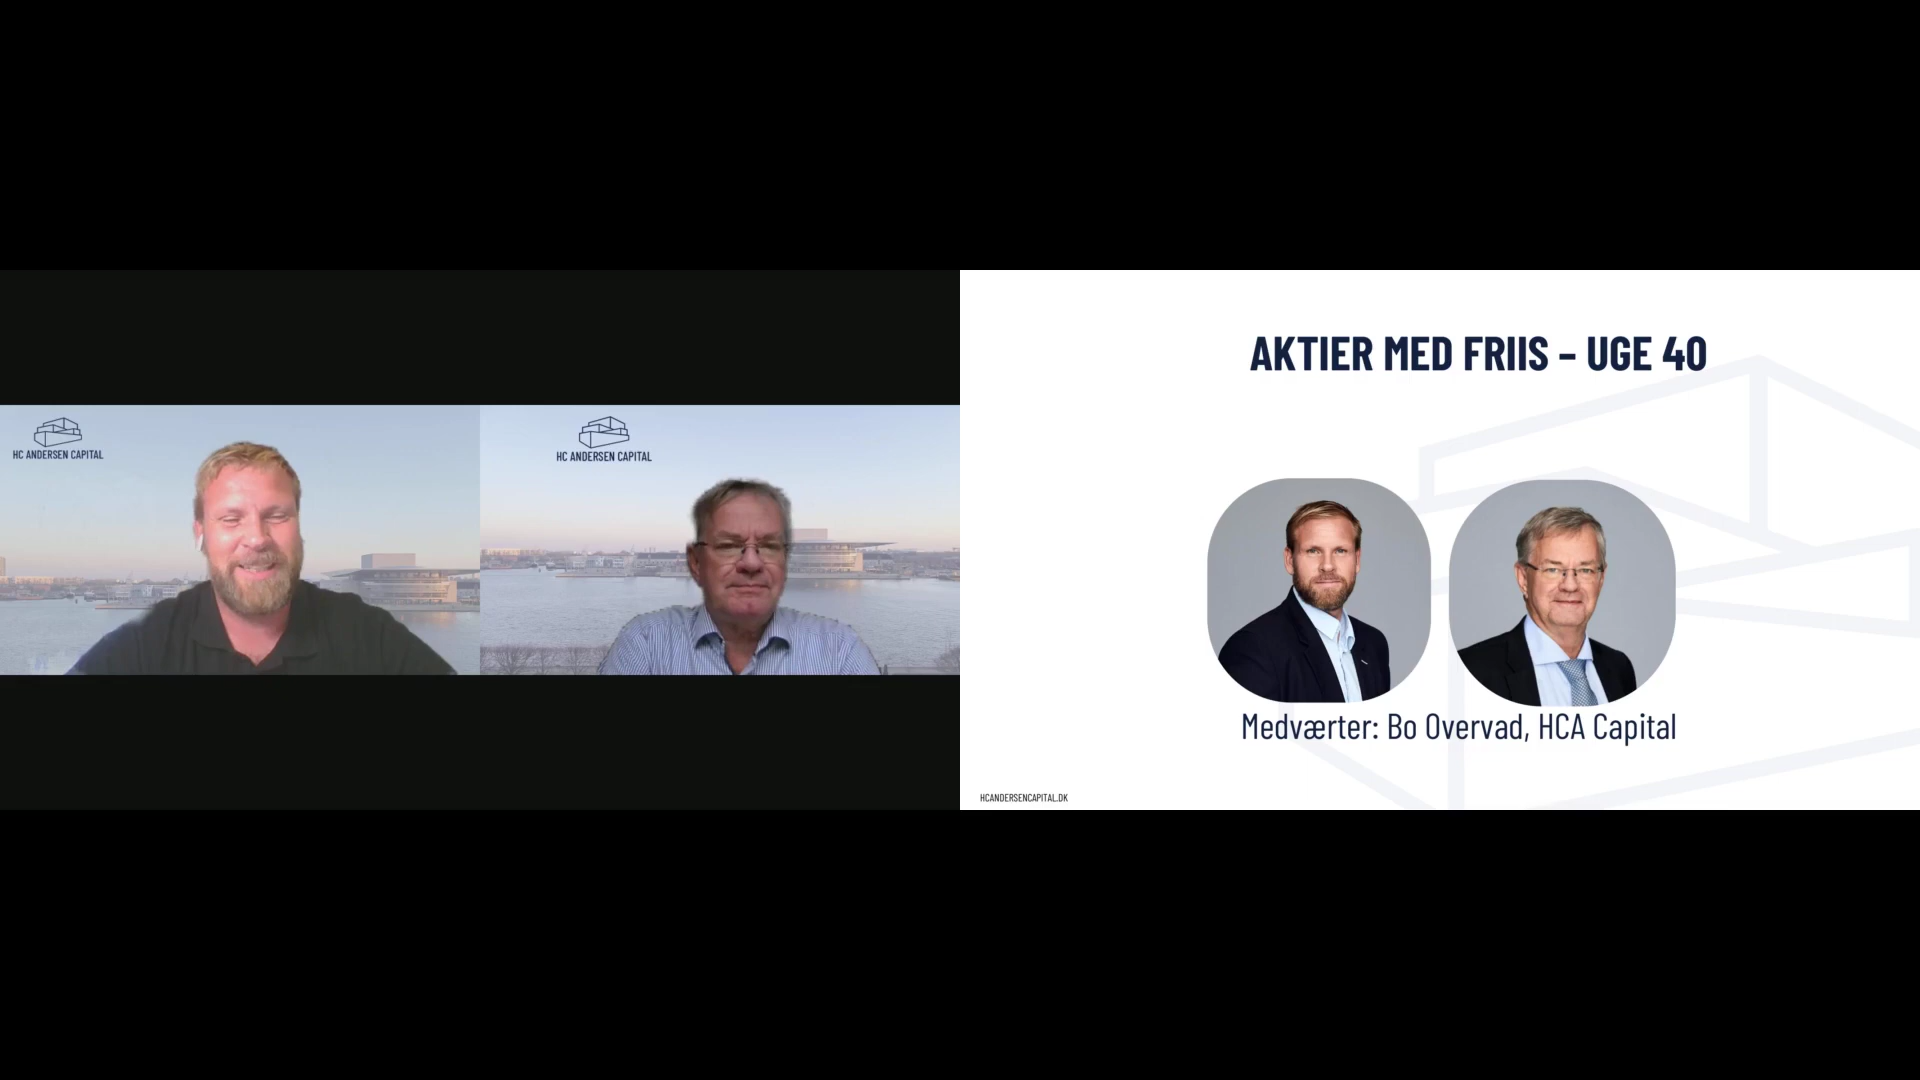 HC ANDERSEN CAPITAL
HC ANDERSEN CAPITAL
AKTIER MED FRIIS – UGE 40
Medværter: Bo Overvad, HCA Capital
HCANDERSENCAPITAL.DK